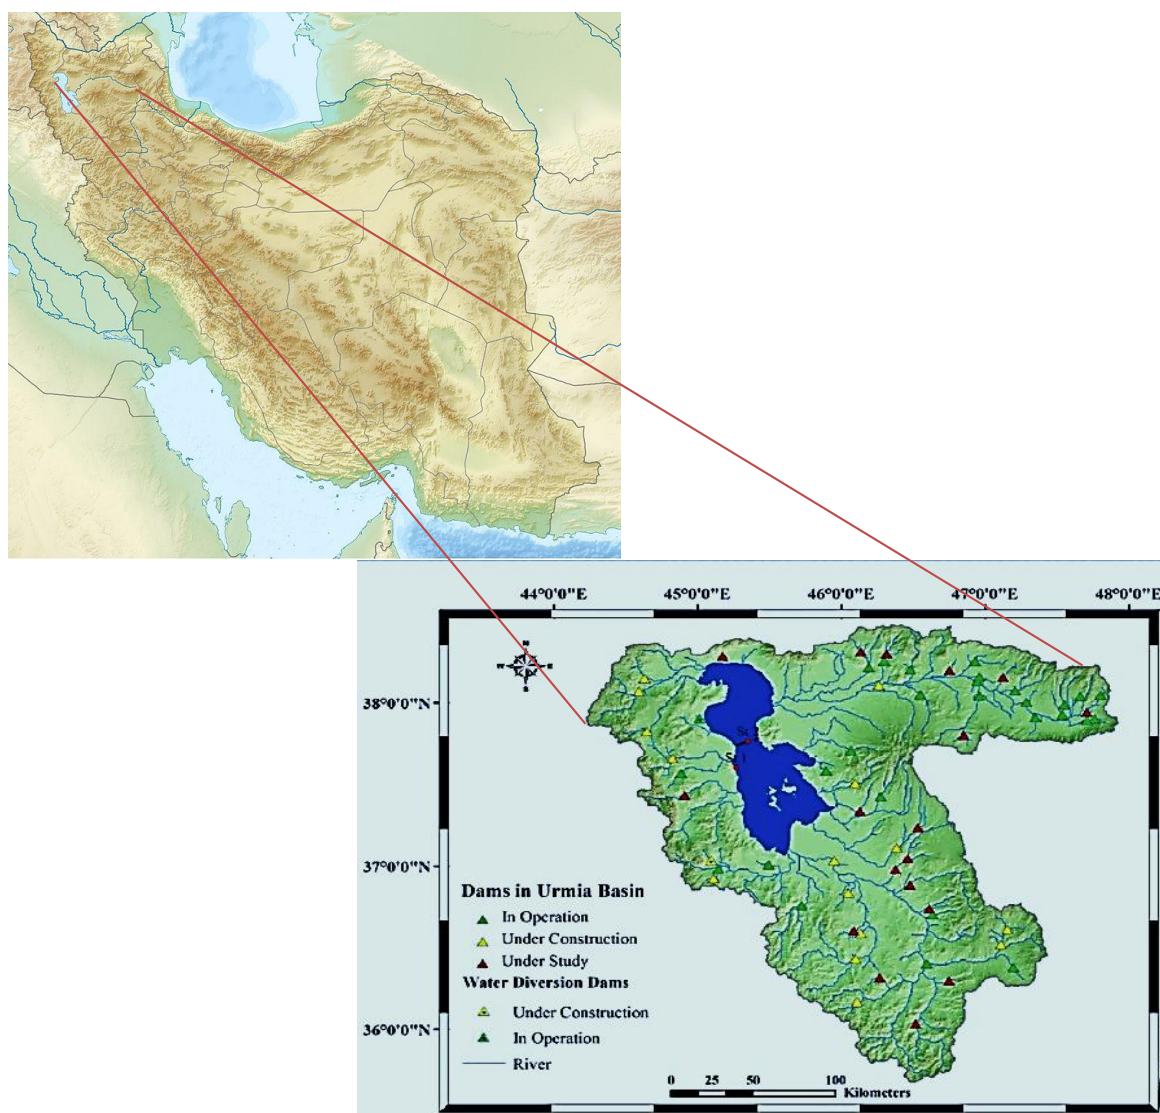 44°0'0"E 45°0'0"E 46°0'0"E 47°0'0"E 48°0'0"E
N
W E
S
38°0'0"N
37°0'0"N
36°0'0"N
Dams in Urmia Basin
In Operation
Under Construction
Under Study
Water Diversion Dams
Under Construction
In Operation
River
0 25 50 100
Kilometers